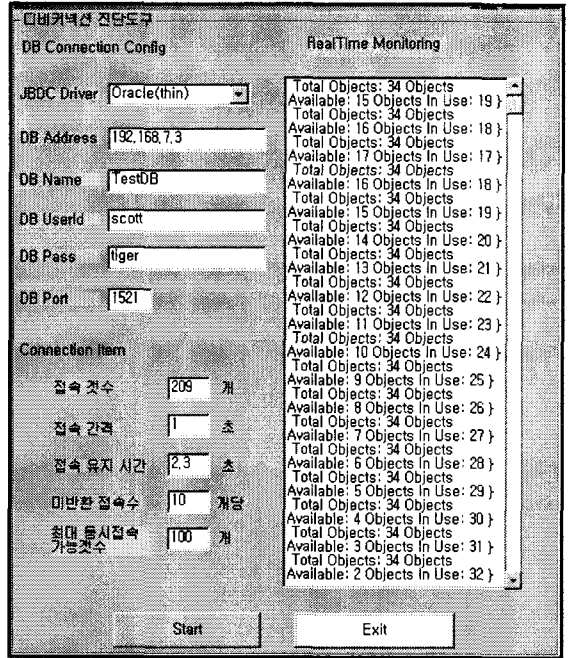 디비커넥션 진단도구
DB Connection Config
JBDC Driver Oracle(thin)
DB Address 192,168,7,3
DB Name TestDB
DB UserId scott
DB Pass tiger
DB Port 1521
Connection Item
접속 갯수 209 개
접속 간격 1 초
접속 유지 시간 2,3 초
미반환 접속수 10 개당
최대 동시접속
가능갯수 100 개
RealTime Monitoring
Total Objects: 34 Objects
Available: 15 Objects In Use: 19 }
Total Objects: 34 Objects
Available: 16 Objects In Use: 18 }
Total Objects: 34 Objects
Available: 17 Objects In Use: 17 }
Total Objects: 34 Objects
Available: 16 Objects In Use: 18 }
Total Objects: 34 Objects
Available: 15 Objects In Use: 19 }
Total Objects: 34 Objects
Available: 14 Objects In Use: 20 }
Total Objects: 34 Objects
Available: 13 Objects In Use: 21 }
Total Objects: 34 Objects
Available: 12 Objects In Use: 22 }
Total Objects: 34 Objects
Available: 11 Objects In Use: 23 }
Total Objects: 34 Objects
Available: 10 Objects In Use: 24 }
Total Objects: 34 Objects
Available: 9 Objects In Use: 25 }
Total Objects: 34 Objects
Available: 8 Objects In Use: 26 }
Total Objects: 34 Objects
Available: 7 Objects In Use: 27 }
Total Objects: 34 Objects
Available: 6 Objects In Use: 28 }
Total Objects: 34 Objects
Available: 5 Objects In Use: 29 }
Total Objects: 34 Objects
Available: 4 Objects In Use: 30 }
Total Objects: 34 Objects
Available: 3 Objects In Use: 31 }
Total Objects: 34 Objects
Available: 2 Objects In Use: 32 }
Start
Exit